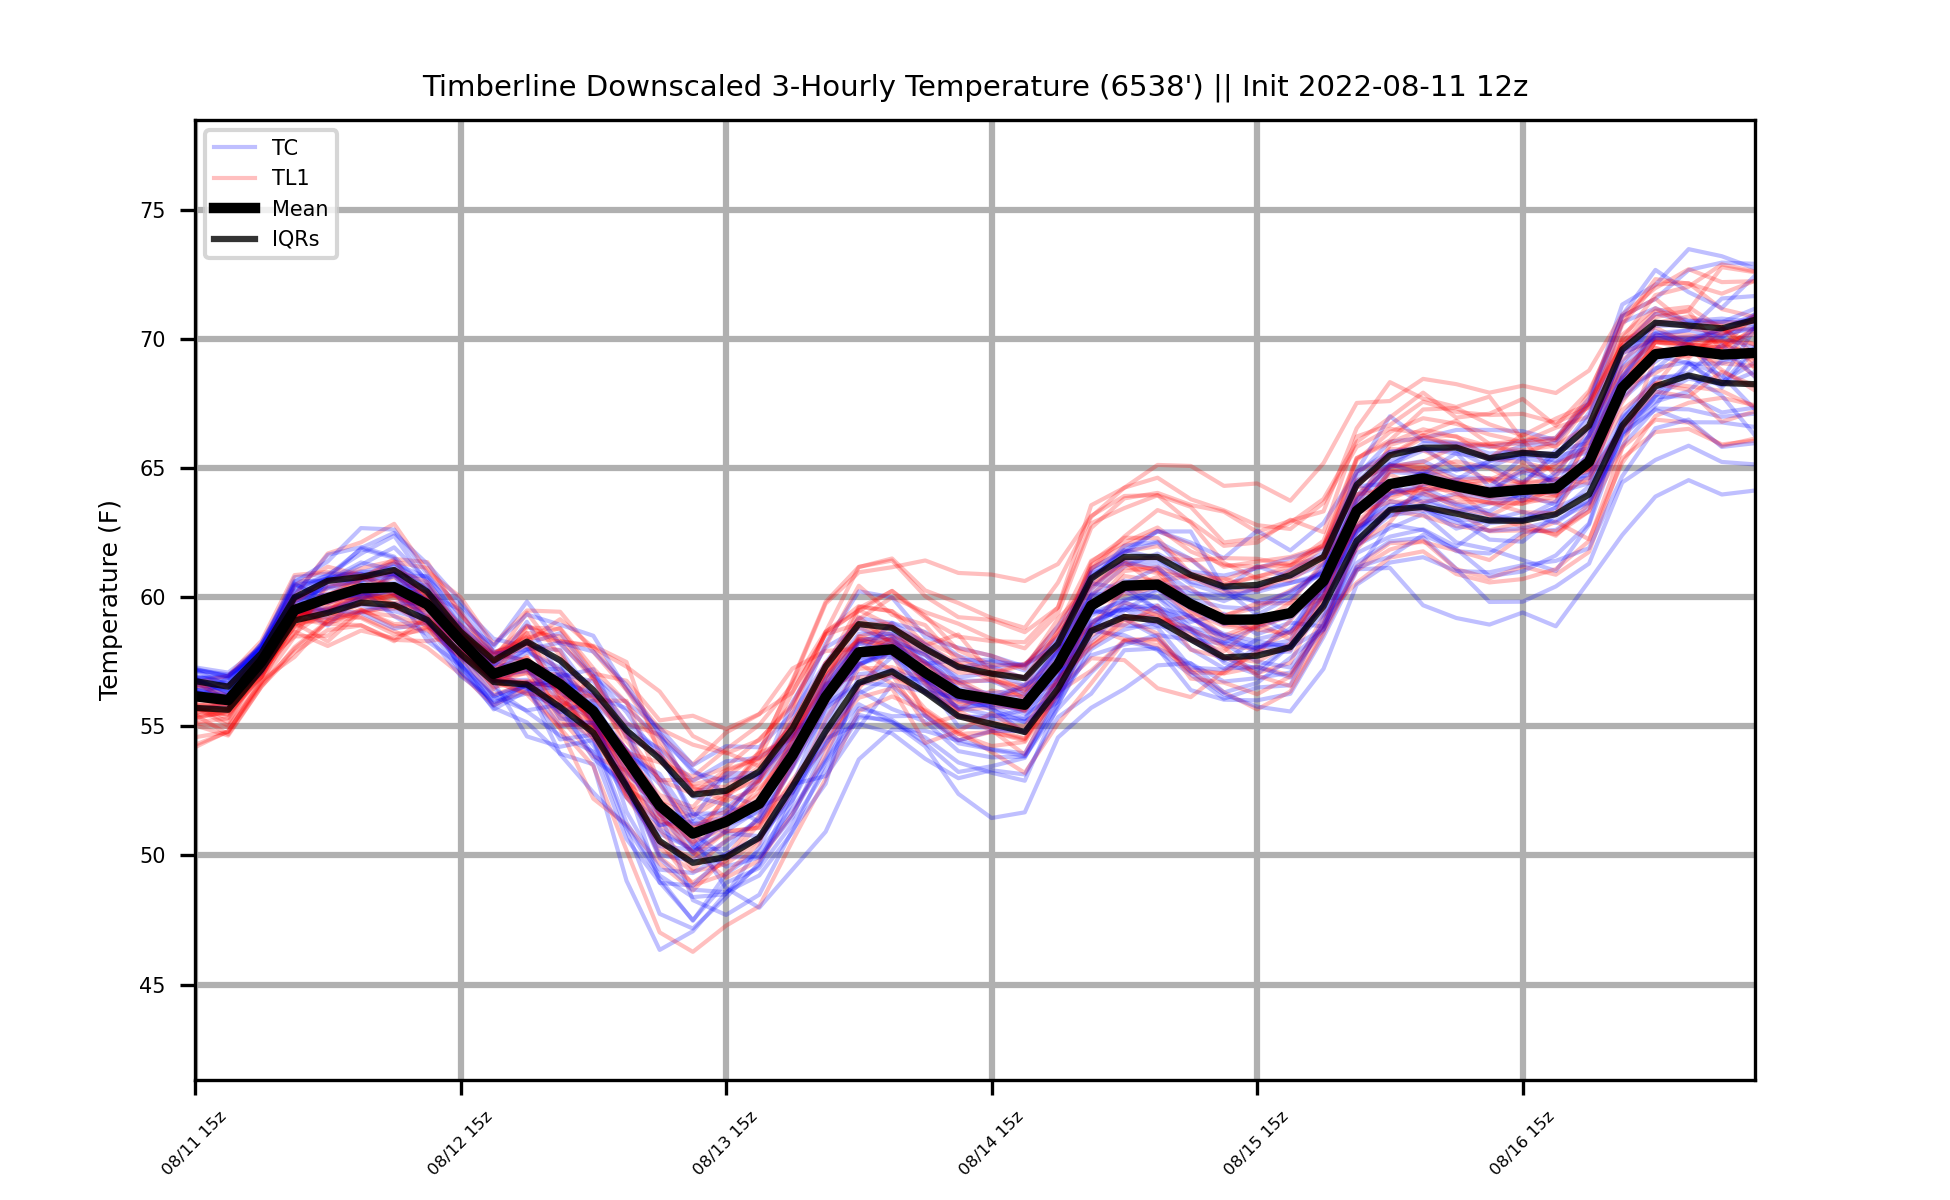 Timberline Downscaled 3-Hourly Temperature (6538') || Init 2022-08-11 12z
TC
TL1
Mean
IQRs
Temperature (F)
75
70
65
60
55
50
45
08/11 15z
08/12 15z
08/13 15z
08/14 15z
08/15 15z
08/16 15z